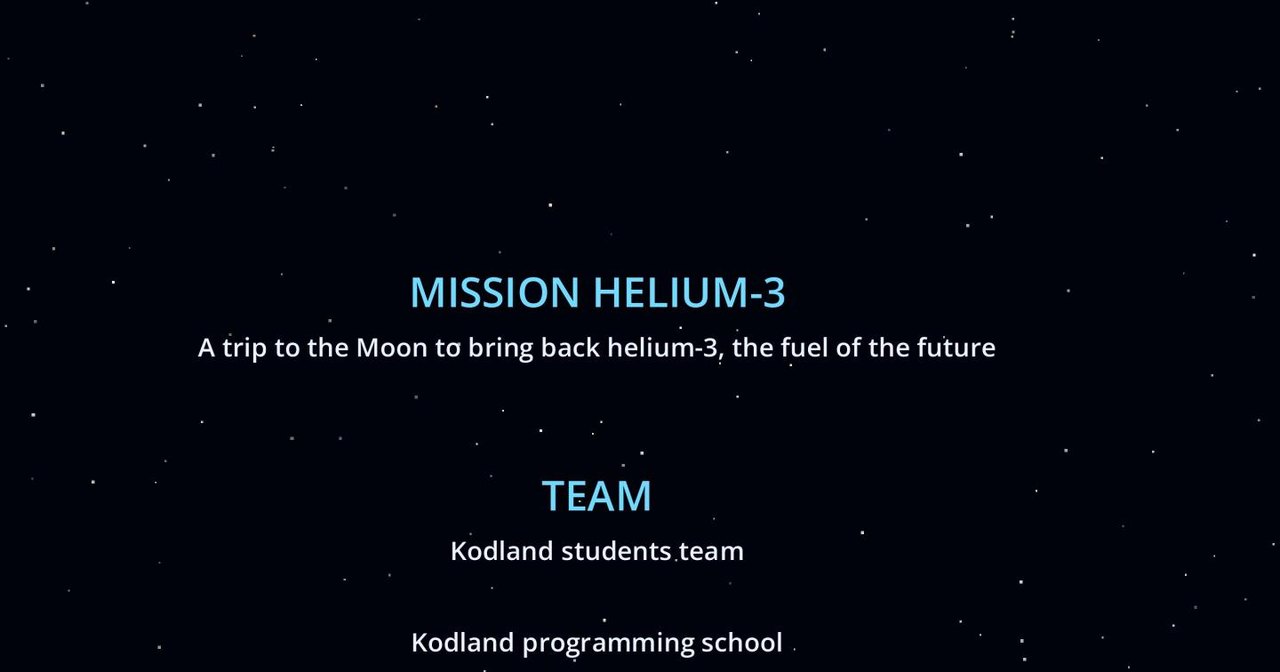 MISSION HELIUM-3
A trip to the Moon to bring back helium-3, the fuel of the future
TEAM
Kodland students team
Kodland programming school